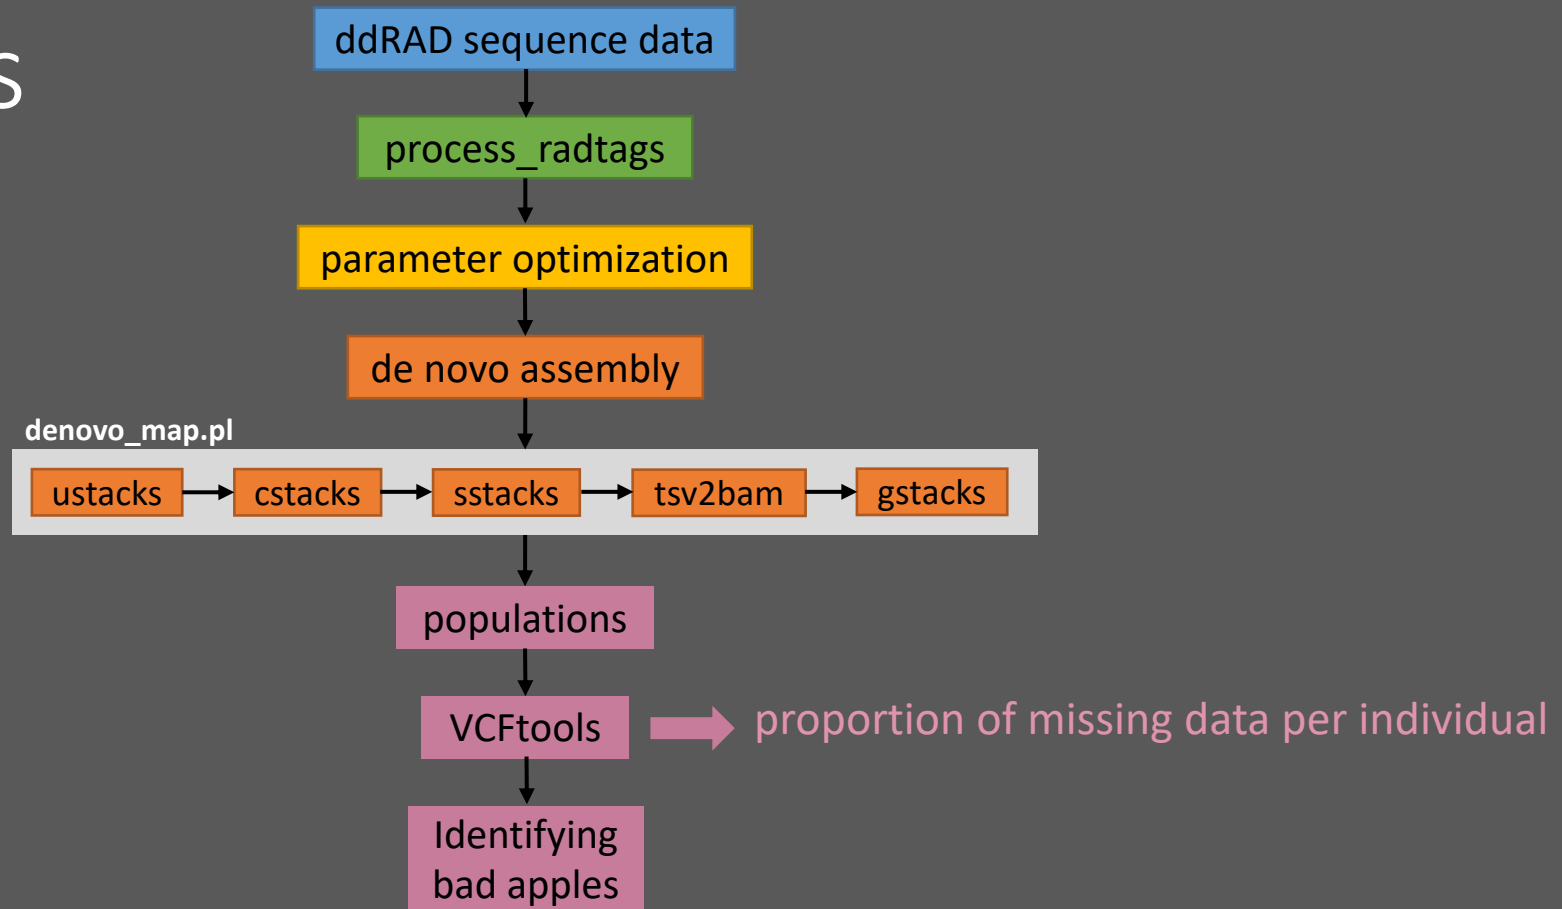 ddRAD sequence data
S
process_radtags
parameter optimization
de novo assembly
denovo_map.pl
ustacks cstacks sstacks tsv2bam gstacks
populations
VCFtools proportion of missing data per individual
Identifying
bad apples